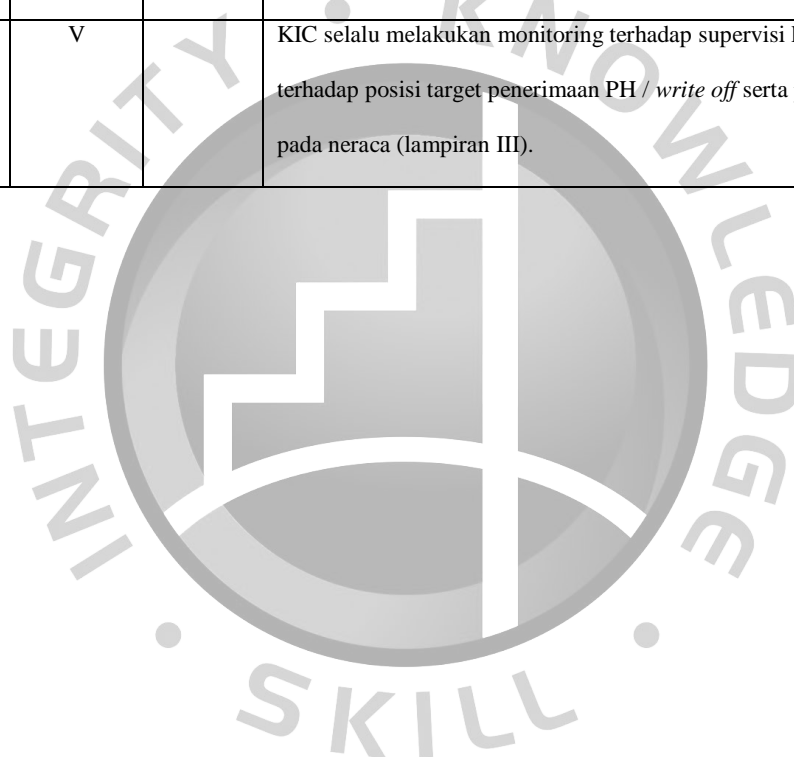 V
KIC selalu melakukan monitoring terhadap supervisi
terhadap posisi target penerimaan PH / write off serta
pada neraca (lampiran III).
INTEGRITY • KNOWLEDGE • SKILL